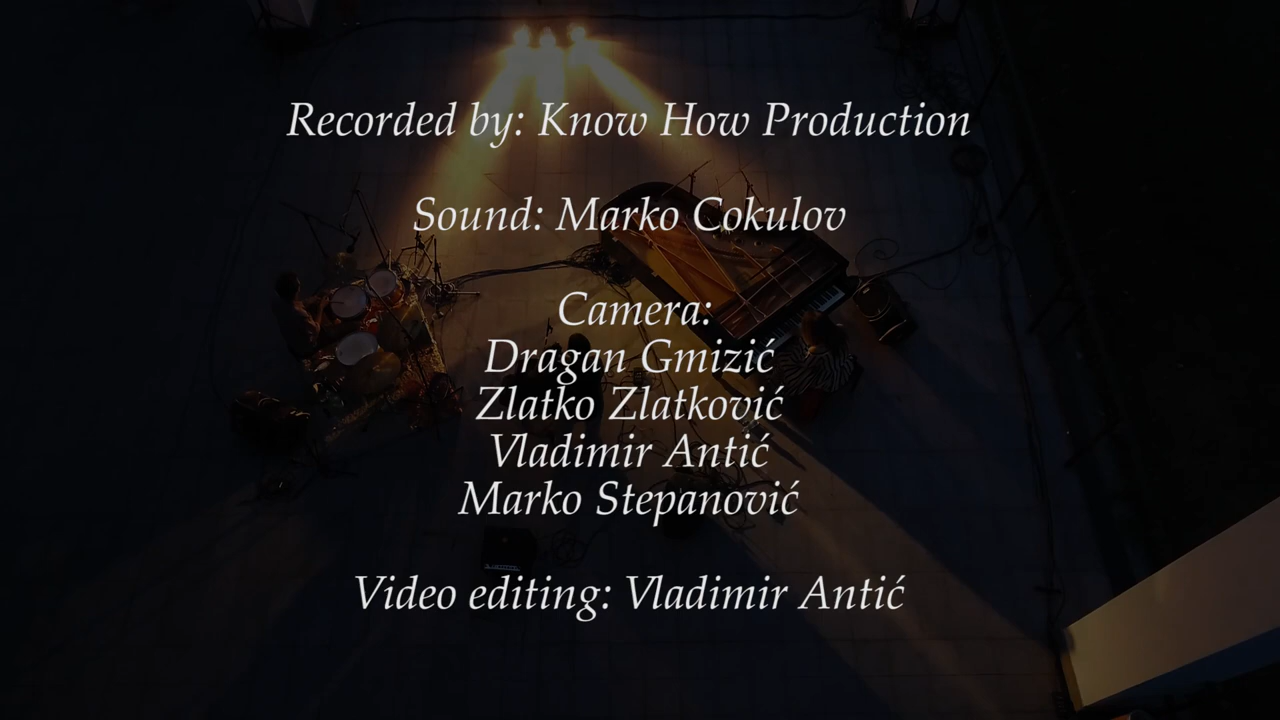 Recorded by: Know How Production
Sound: Marko Cokulov
Camera:
Dragan Gmizić
Zlatko Zlatković
Vladimir Antić
Marko Stepanović
Video editing: Vladimir Antić